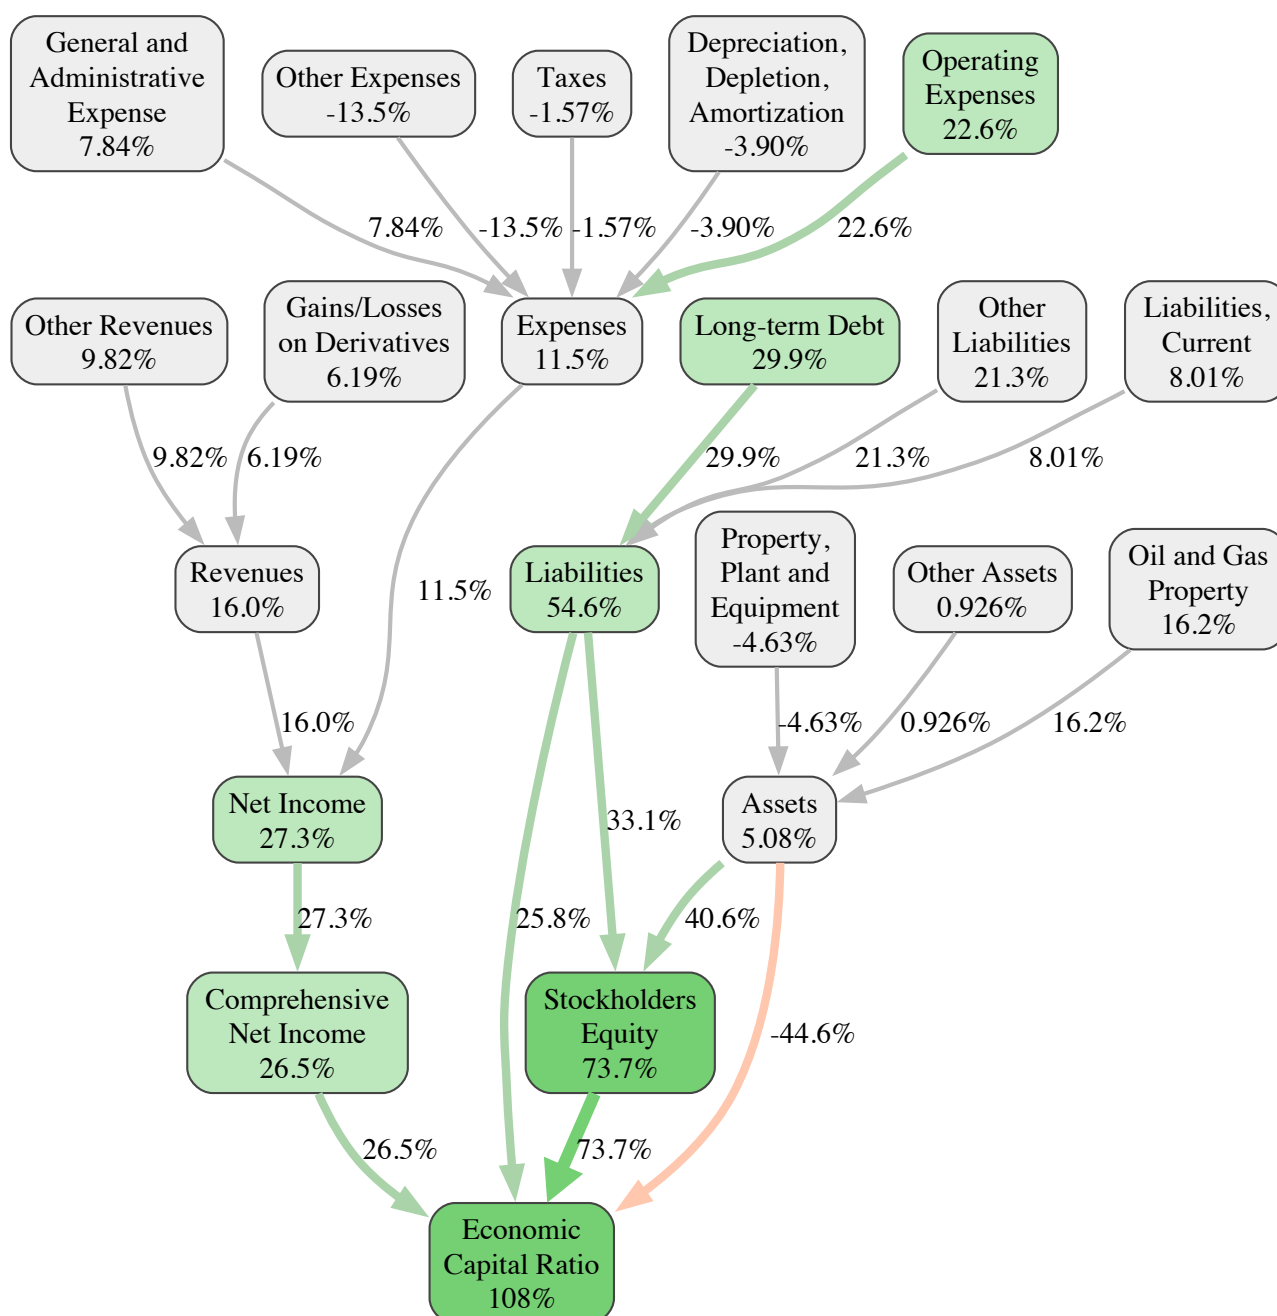 General and
Administrative
Expense
7.84%
Other Expenses
-13.5%
Taxes
-1.57%
Depreciation,
Depletion,
Amortization
-3.90%
Operating
Expenses
22.6%
7.84%
-13.5%
-1.57%
-3.90%
22.6%
Other Revenues
9.82%
Gains/Losses
on Derivatives
6.19%
Expenses
11.5%
Long-term Debt
29.9%
Other
Liabilities
21.3%
Liabilities,
Current
8.01%
9.82%
6.19%
29.9%
21.3%
8.01%
Revenues
16.0%
11.5%
Liabilities
54.6%
Property,
Plant and
Equipment
-4.63%
Other Assets
0.926%
Oil and Gas
Property
16.2%
16.0%
-4.63%
0.926%
16.2%
Net Income
27.3%
33.1%
Assets
5.08%
27.3%
25.8%
40.6%
Comprehensive
Net Income
26.5%
Stockholders
Equity
73.7%
-44.6%
26.5%
73.7%
Economic
Capital Ratio
108%